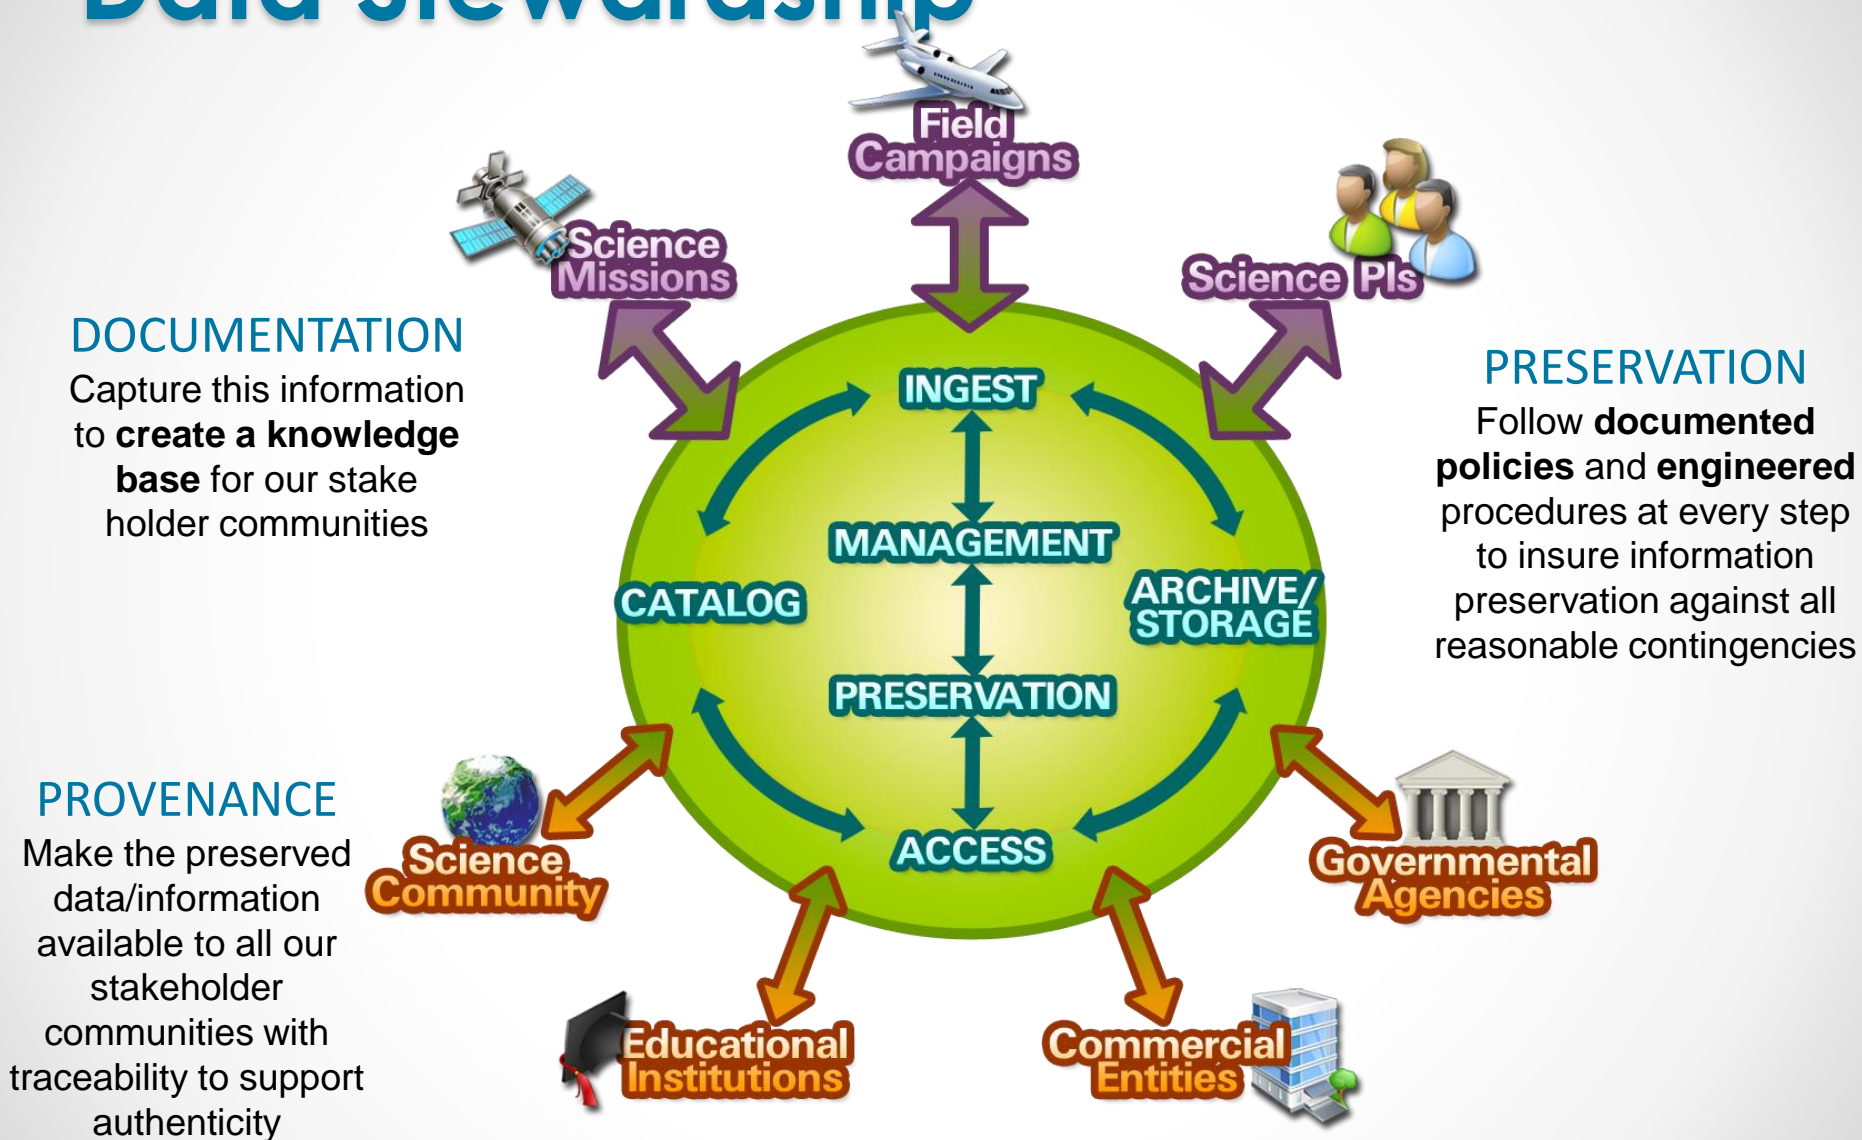 Data Stewardship
Field
Campaigns
Science
Missions
Science PIs
DOCUMENTATION
Capture this information
to create a knowledge
base for our stake
holder communities
PRESERVATION
Follow documented
policies and engineered
procedures at every step
to insure information
preservation against all
reasonable contingencies
INGEST
MANAGEMENT
CATALOG
ARCHIVE/
STORAGE
PRESERVATION
ACCESS
PROVENANCE
Make the preserved
data/information
available to all our
stakeholder
communities with
traceability to support
authenticity
Science
Community
Governmental
Agencies
Educational
Institutions
Commercial
Entities